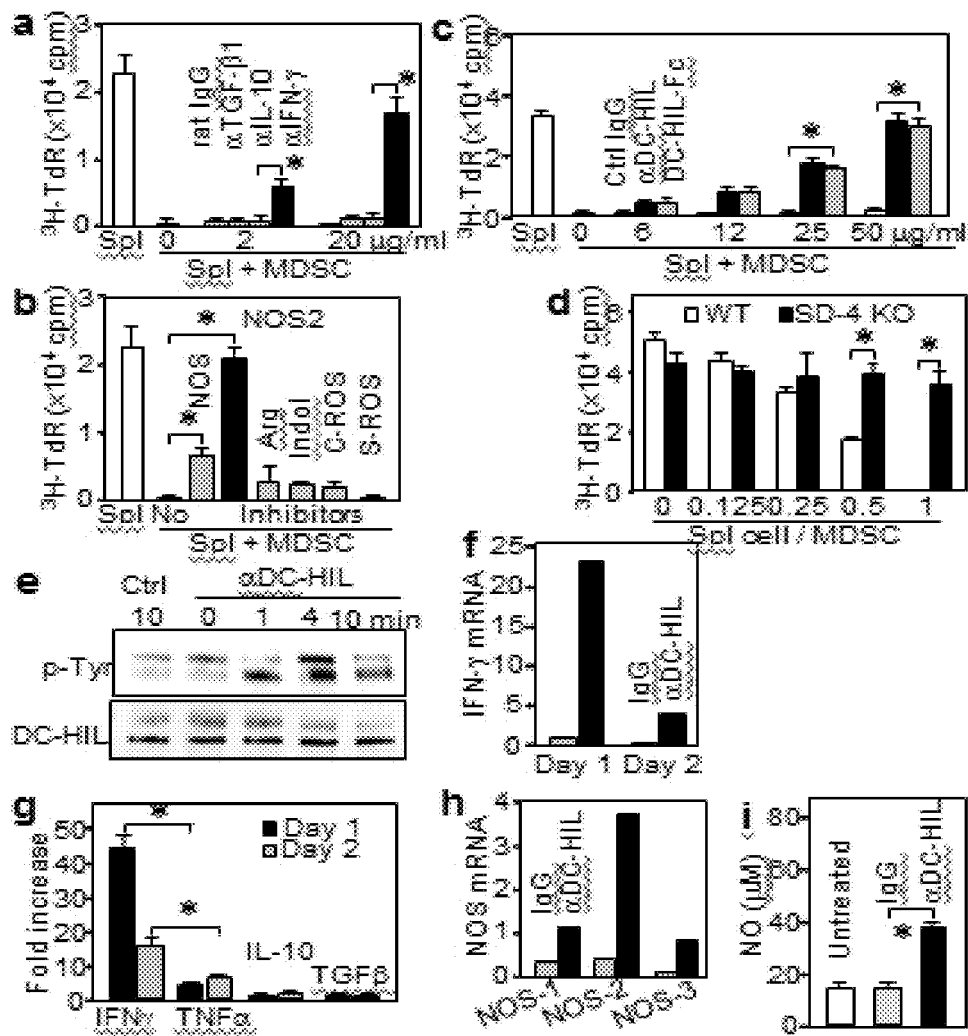 a
³H-TdR (×10⁴ cpm)
3
2
1
0
rat IgG
αTGF-β1
αIL-10
αIFN-γ
*
*
Spl 0 2 20 µg/ml
Spl + MDSC
c
³H-TdR (×10⁴ cpm)
6
4
2
0
Ctrl IgG
αDC-HIL
DC-HIL-Fc
*
*
Spl 0 6 12 25 50 µg/ml
Spl + MDSC
b
³H-TdR (×10⁴ cpm)
3
2
1
0
* NOS2
*
NOS
Arg
Indol
C-ROS
S-ROS
Spl No Inhibitors
Spl + MDSC
d
³H-TdR (×10⁴ cpm)
6
4
2
0
WT SD-4 KO
*
*
0 0.125 0.25 0.5 1
Spl cell / MDSC
e
Ctrl αDC-HIL
10 0 1 4 10 min
p-Tyr
DC-HIL
f
IFN-γ mRNA
25
20
15
10
5
0
IgG
αDC-HIL
Day 1 Day 2
g
Fold increase
50
40
30
20
10
0
*
*
Day 1
Day 2
IL-10
TGFβ
IFNγ TNFα
h
NOS mRNA
4
3
2
1
0
IgG
αDC-HIL
NOS-1 NOS-2 NOS-3
i
NO (µM)
80
60
40
20
0
Untreated
IgG
αDC-HIL
*